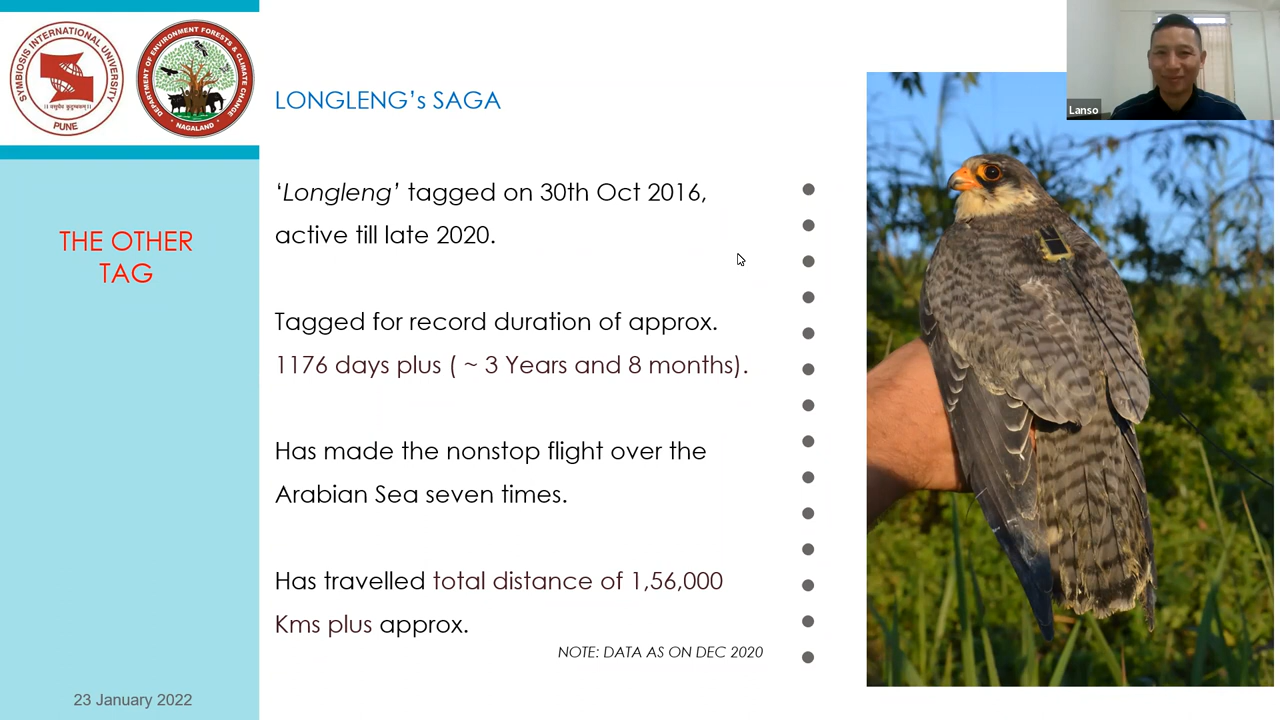 SYMBIOSIS INTERNATIONAL UNIVERSITY
PUNE
DEPARTMENT OF ENVIRONMENT FORESTS & CLIMATE CHANGE
NAGALAND
LONGLENG's SAGA
Lanso
THE OTHER
TAG
‘Longleng’ tagged on 30th Oct 2016,
active till late 2020.
Tagged for record duration of approx.
1176 days plus ( ~ 3 Years and 8 months).
Has made the nonstop flight over the
Arabian Sea seven times.
Has travelled total distance of 1,56,000
Kms plus approx.
NOTE: DATA AS ON DEC 2020
23 January 2022